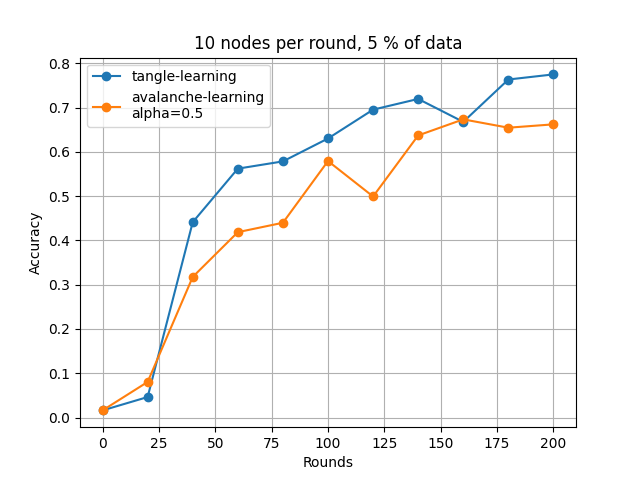 10 nodes per round, 5 % of data
tangle-learning
avalanche-learning
alpha=0.5
Accuracy
0.8
0.7
0.6
0.5
0.4
0.3
0.2
0.1
0.0
0 25 50 75 100 125 150 175 200
Rounds